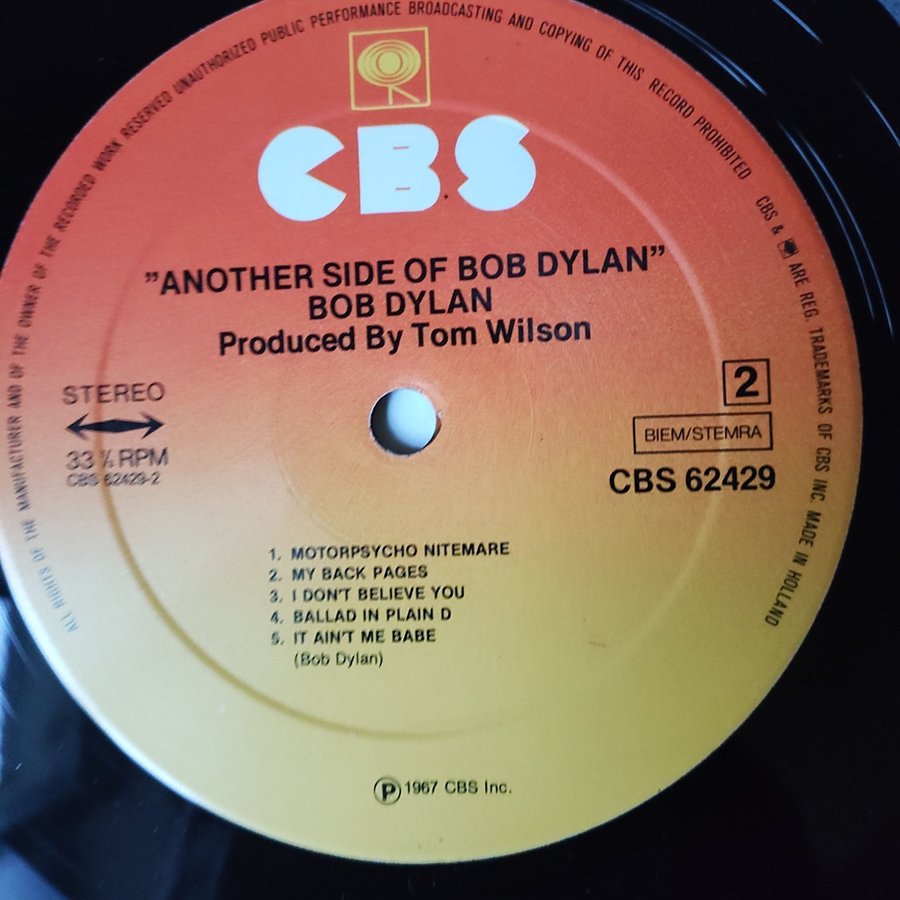 ALL RIGHTS OF THE MANUFACTURER AND OF THE OWNER OF THE RECORDED WORK RESERVED UNAUTHORIZED PUBLIC PERFORMANCE BROADCASTING AND COPYING OF THIS RECORD PROHIBITED CBS & ARE REG. TRADEMARKS OF CBS INC. MADE IN HOLLAND
CBS
"ANOTHER SIDE OF BOB DYLAN"
BOB DYLAN
Produced By Tom Wilson
STEREO
33 ⅓ RPM
CBS 62429-2
2
BIEM/STEMRA
CBS 62429
1. MOTORPSYCHO NITEMARE
2. MY BACK PAGES
3. I DON'T BELIEVE YOU
4. BALLAD IN PLAIN D
5. IT AIN'T ME BABE
(Bob Dylan)
℗ 1967 CBS Inc.